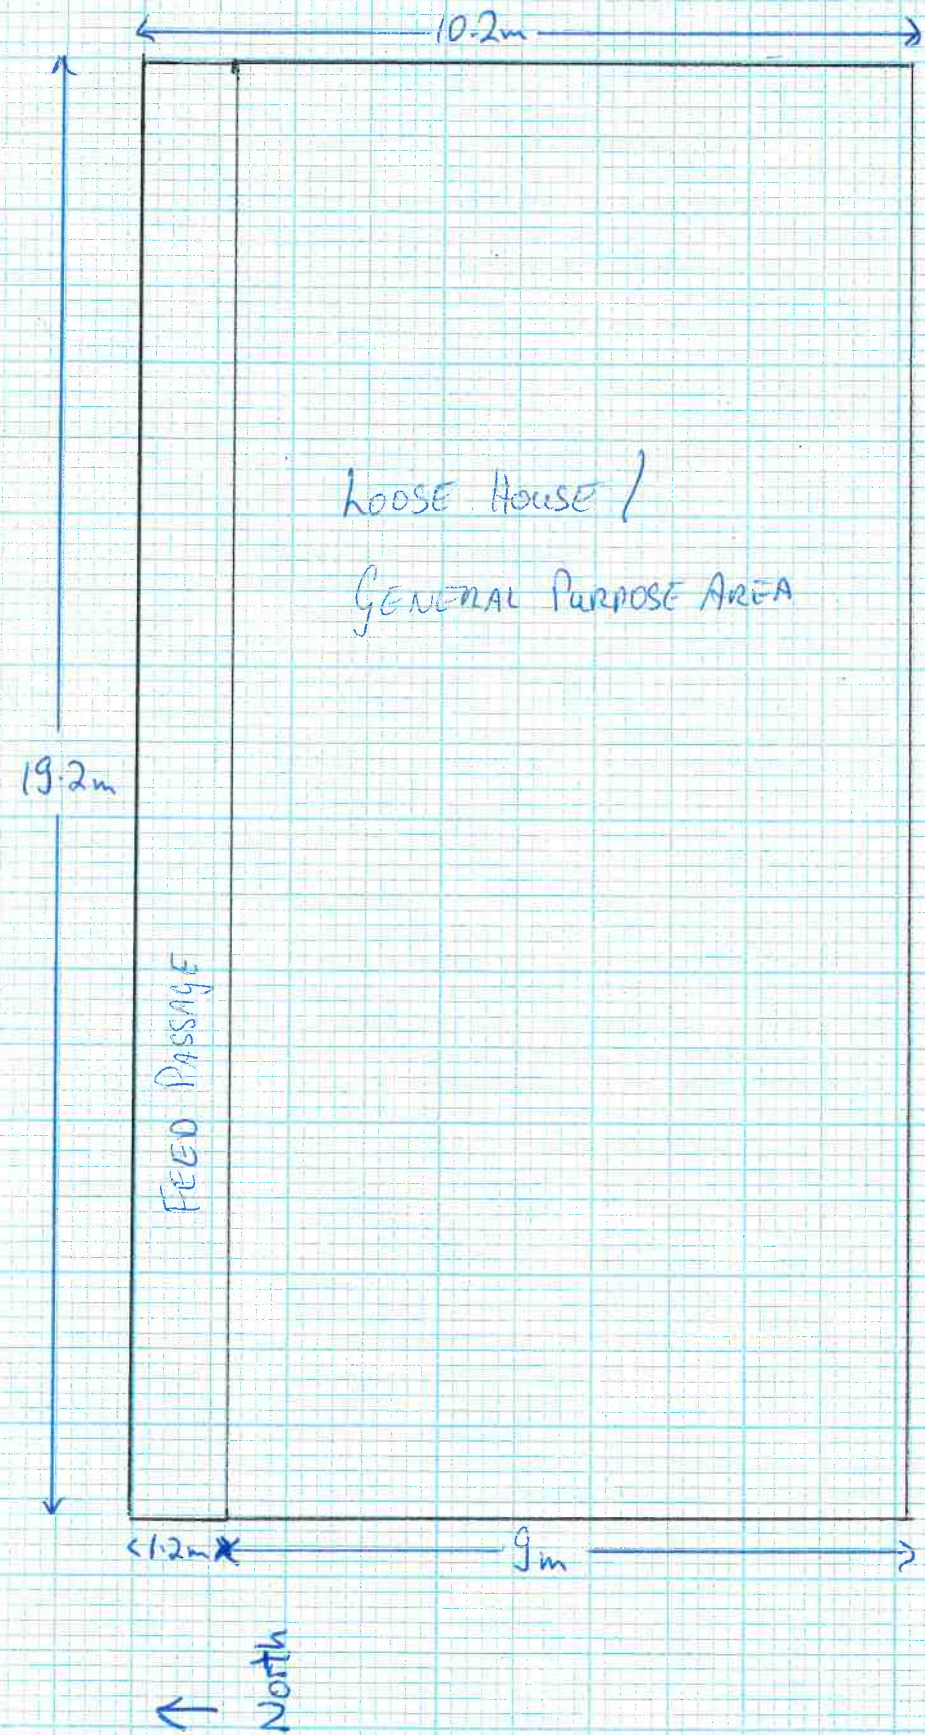 10.2m
LOOSE HOUSE /
GENERAL PURPOSE AREA
19.2m
FEED PASSAGE
1.2m
9m
North